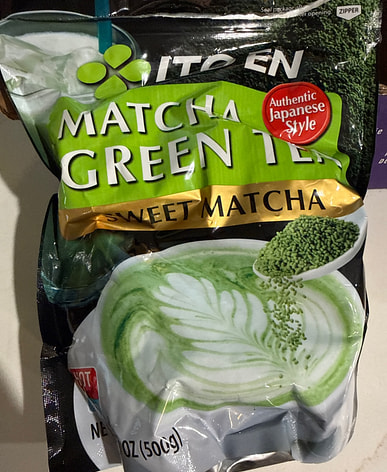 ZIPPER
ITO EN
MATCHA
GREEN TEA
Authentic
Japanese
Style
SWEET MATCHA
OZ (500g)